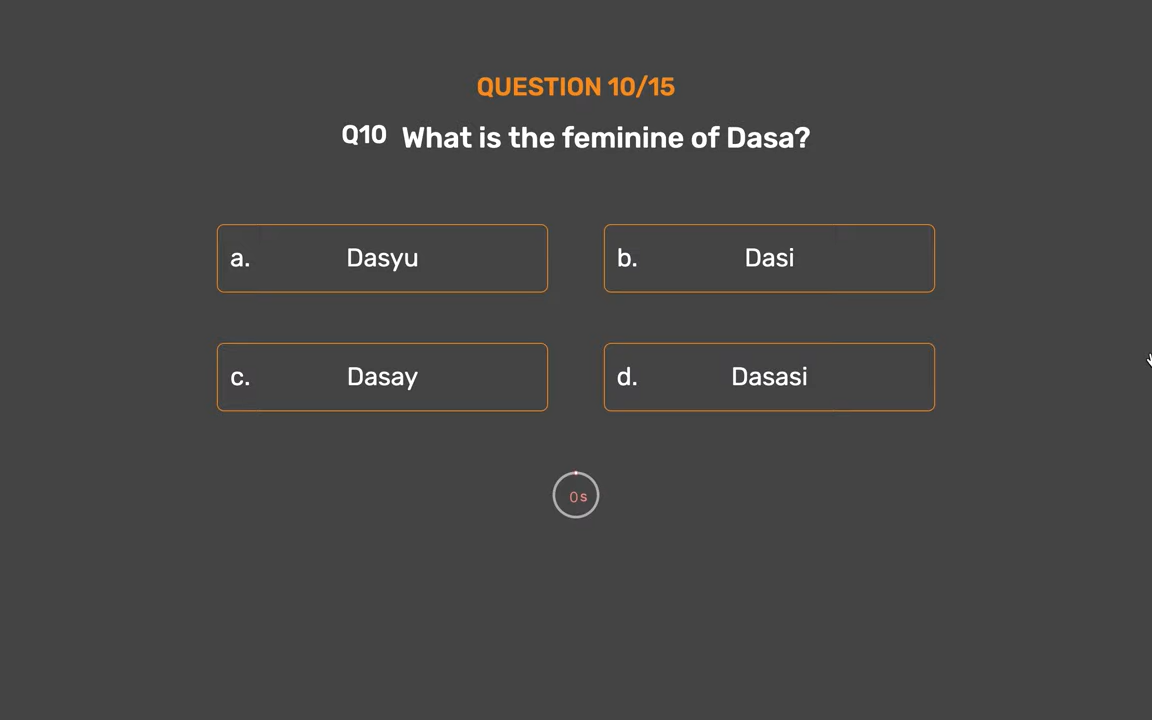 QUESTION 10/15
Q10 What is the feminine of Dasa?
a. Dasyu
b. Dasi
c. Dasay
d. Dasasi
0s